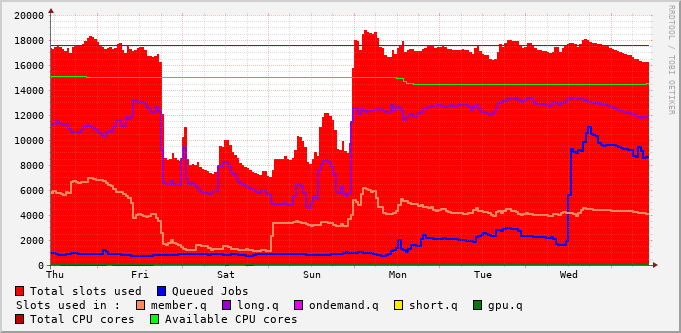 20000
18000
16000
14000
12000
10000
8000
6000
4000
2000
0
Thu Fri Sat Sun Mon Tue Wed
RRDTOOL / TOBI OETIKER
Total slots used Queued Jobs
Slots used in : member.q long.q ondemand.q short.q gpu.q
Total CPU cores Available CPU cores